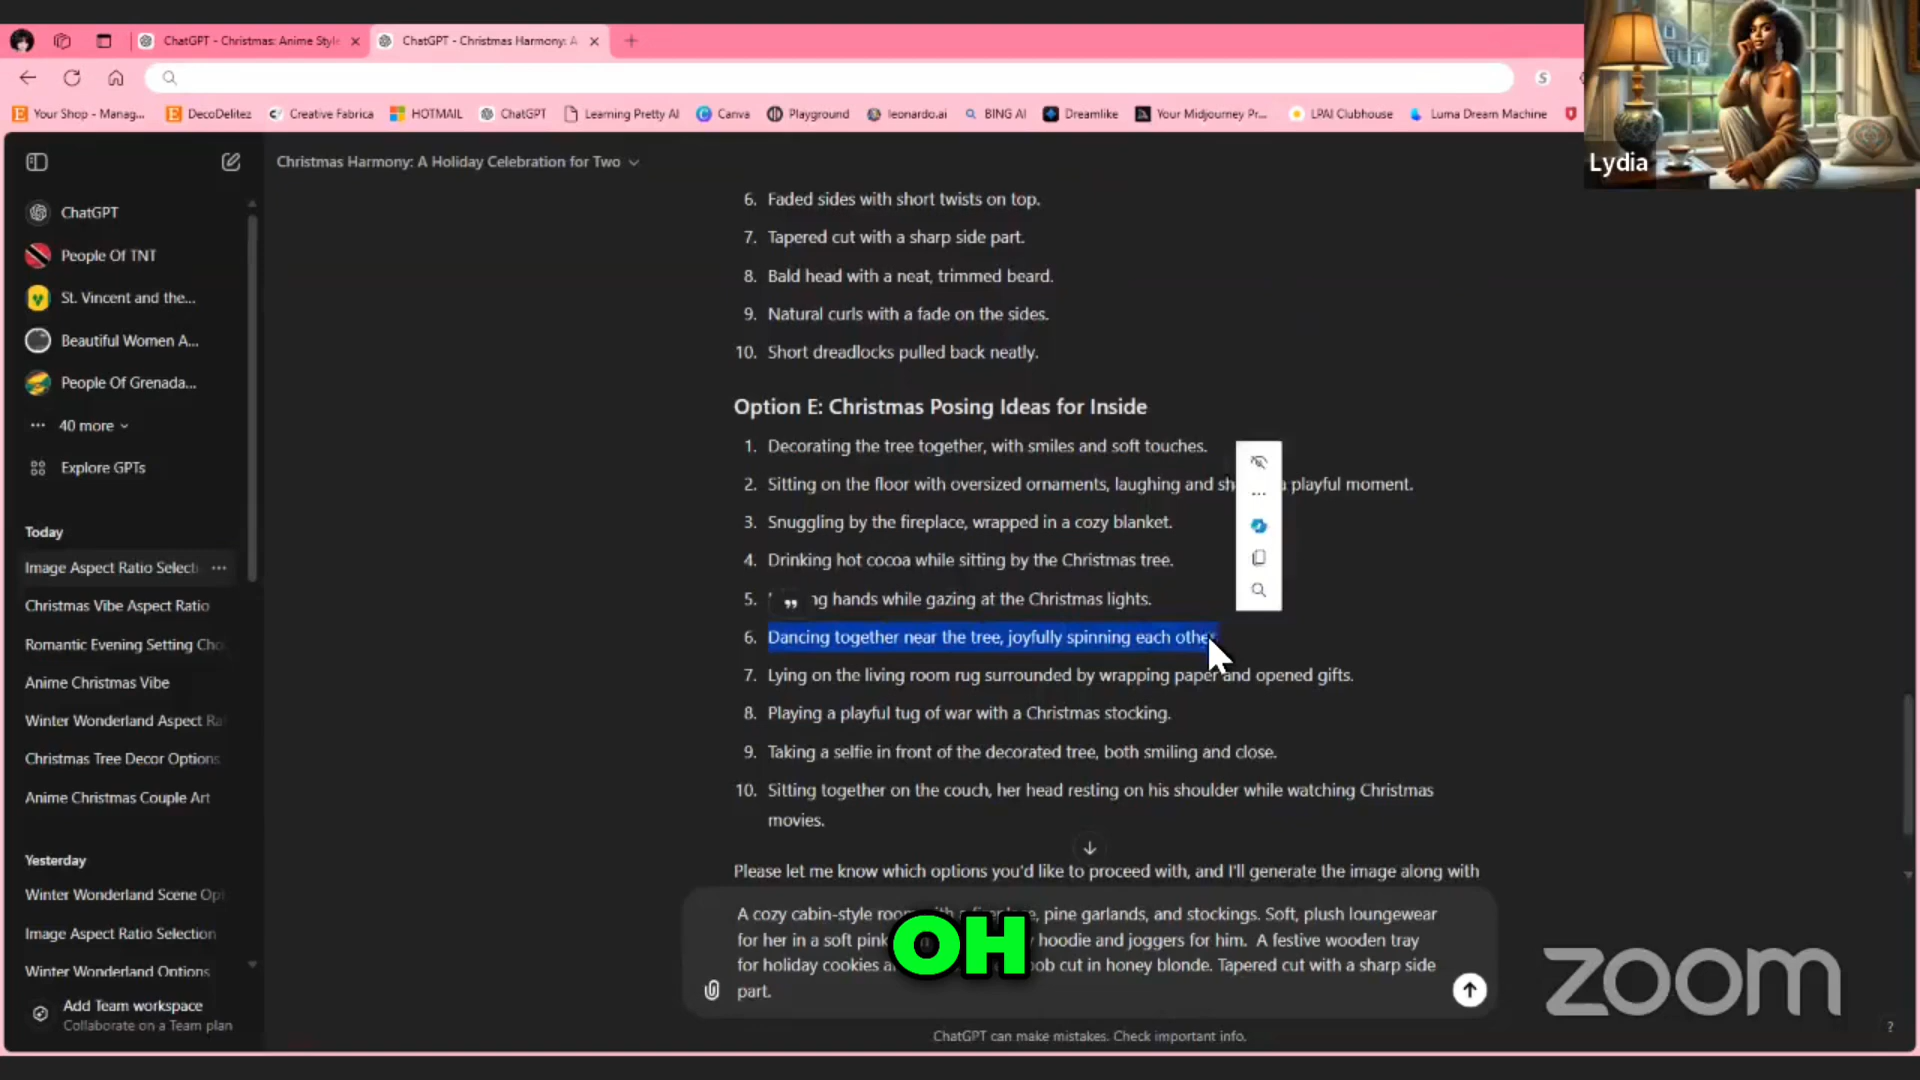 ChatGPT - Christmas: Anime Style
ChatGPT - Christmas Harmony: A
Your Shop - Manag...
DecoDelitez
Creative Fabrica
HOTMAIL
ChatGPT
Learning Pretty AI
Canva
Playground
leonardo.ai
BING AI
Dreamlike
Your Midjourney Pr...
LPAI Clubhouse
Luma Dream Machine
Lydia
Christmas Harmony: A Holiday Celebration for Two
ChatGPT
People Of TNT
St. Vincent and the...
Beautiful Women A...
People Of Grenada...
40 more
Explore GPTs
Today
Image Aspect Ratio Select
Christmas Vibe Aspect Ratio
Romantic Evening Setting Cho
Anime Christmas Vibe
Winter Wonderland Aspect Ra
Christmas Tree Decor Options
Anime Christmas Couple Art
Yesterday
Winter Wonderland Scene Opt
Image Aspect Ratio Selection
Winter Wonderland Options
Add Team workspace
Collaborate on a Team plan
6. Faded sides with short twists on top.
7. Tapered cut with a sharp side part.
8. Bald head with a neat, trimmed beard.
9. Natural curls with a fade on the sides.
10. Short dreadlocks pulled back neatly.
Option E: Christmas Posing Ideas for Inside
1. Decorating the tree together, with smiles and soft touches.
2. Sitting on the floor with oversized ornaments, laughing and a playful moment.
3. Snuggling by the fireplace, wrapped in a cozy blanket.
4. Drinking hot cocoa while sitting by the Christmas tree.
5. hands while gazing at the Christmas lights.
6. Dancing together near the tree, joyfully spinning each other
7. Lying on the living room rug surrounded by wrapping paper and opened gifts.
8. Playing a playful tug of war with a Christmas stocking.
9. Taking a selfie in front of the decorated tree, both smiling and close.
10. Sitting together on the couch, her head resting on his shoulder while watching Christmas
movies.
Please let me know which options you'd like to proceed with, and I'll generate the image along with
A cozy cabin-style room pine garlands, and stockings. Soft, plush loungewear
for her in a soft pink hoodie and joggers for him. A festive wooden tray
for holiday cookies bob cut in honey blonde. Tapered cut with a sharp side
part.
OH
ChatGPT can make mistakes. Check important info.
zoom
?